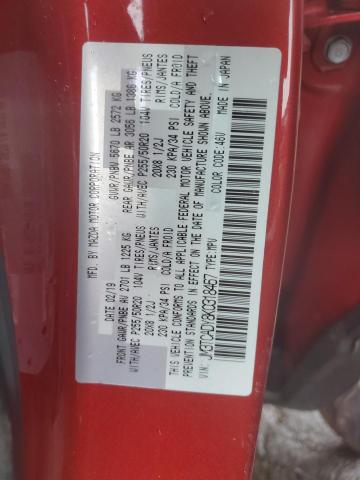 MFD. BY MAZDA MOTOR CORPORATION
DATE 02/19 GVWR/PNBV 5670 LB 2572 KG
FRONT GAWR/PNBE AV 2701 LB 1225 KG REAR GAWR/PNBE AR 3056 LB 1386 KG
WITH/AVEC P255/50R20 104V TIRES/PNEUS WITH/AVEC P255/50R20 104V TIRES/PNEUS
20X8 1/2J RIMS/JANTES 20X8 1/2J RIMS/JANTES
230 KPA/34 PSI COLD/A FROID 230 KPA/34 PSI COLD/A FROID
THIS VEHICLE CONFORMS TO ALL APPLICABLE FEDERAL MOTOR VEHICLE SAFETY AND THEFT
PREVENTION STANDARDS IN EFFECT ON THE DATE OF MANUFACTURE SHOWN ABOVE.
JM3TCADY8K0318457 TYPE:MPV COLOR CODE:46V MADE IN JAPAN